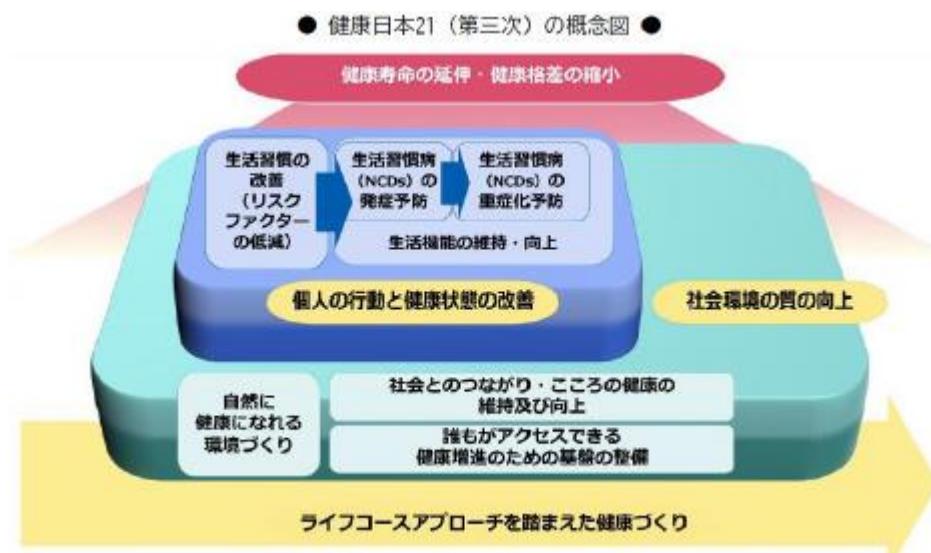 ● 健康日本21（第三次）の概念図 ●
健康寿命の延伸・健康格差の縮小
生活習慣の
改善
（リスク
ファクター
の低減）
生活習慣病
（NCDs）の
発症予防
生活習慣病
（NCDs）の
重症化予防
生活機能の維持・向上
個人の行動と健康状態の改善
社会環境の質の向上
自然に
健康になれる
環境づくり
社会とのつながり・こころの健康の
維持及び向上
誰もがアクセスできる
健康増進のための基盤の整備
ライフコースアプローチを踏まえた健康づくり